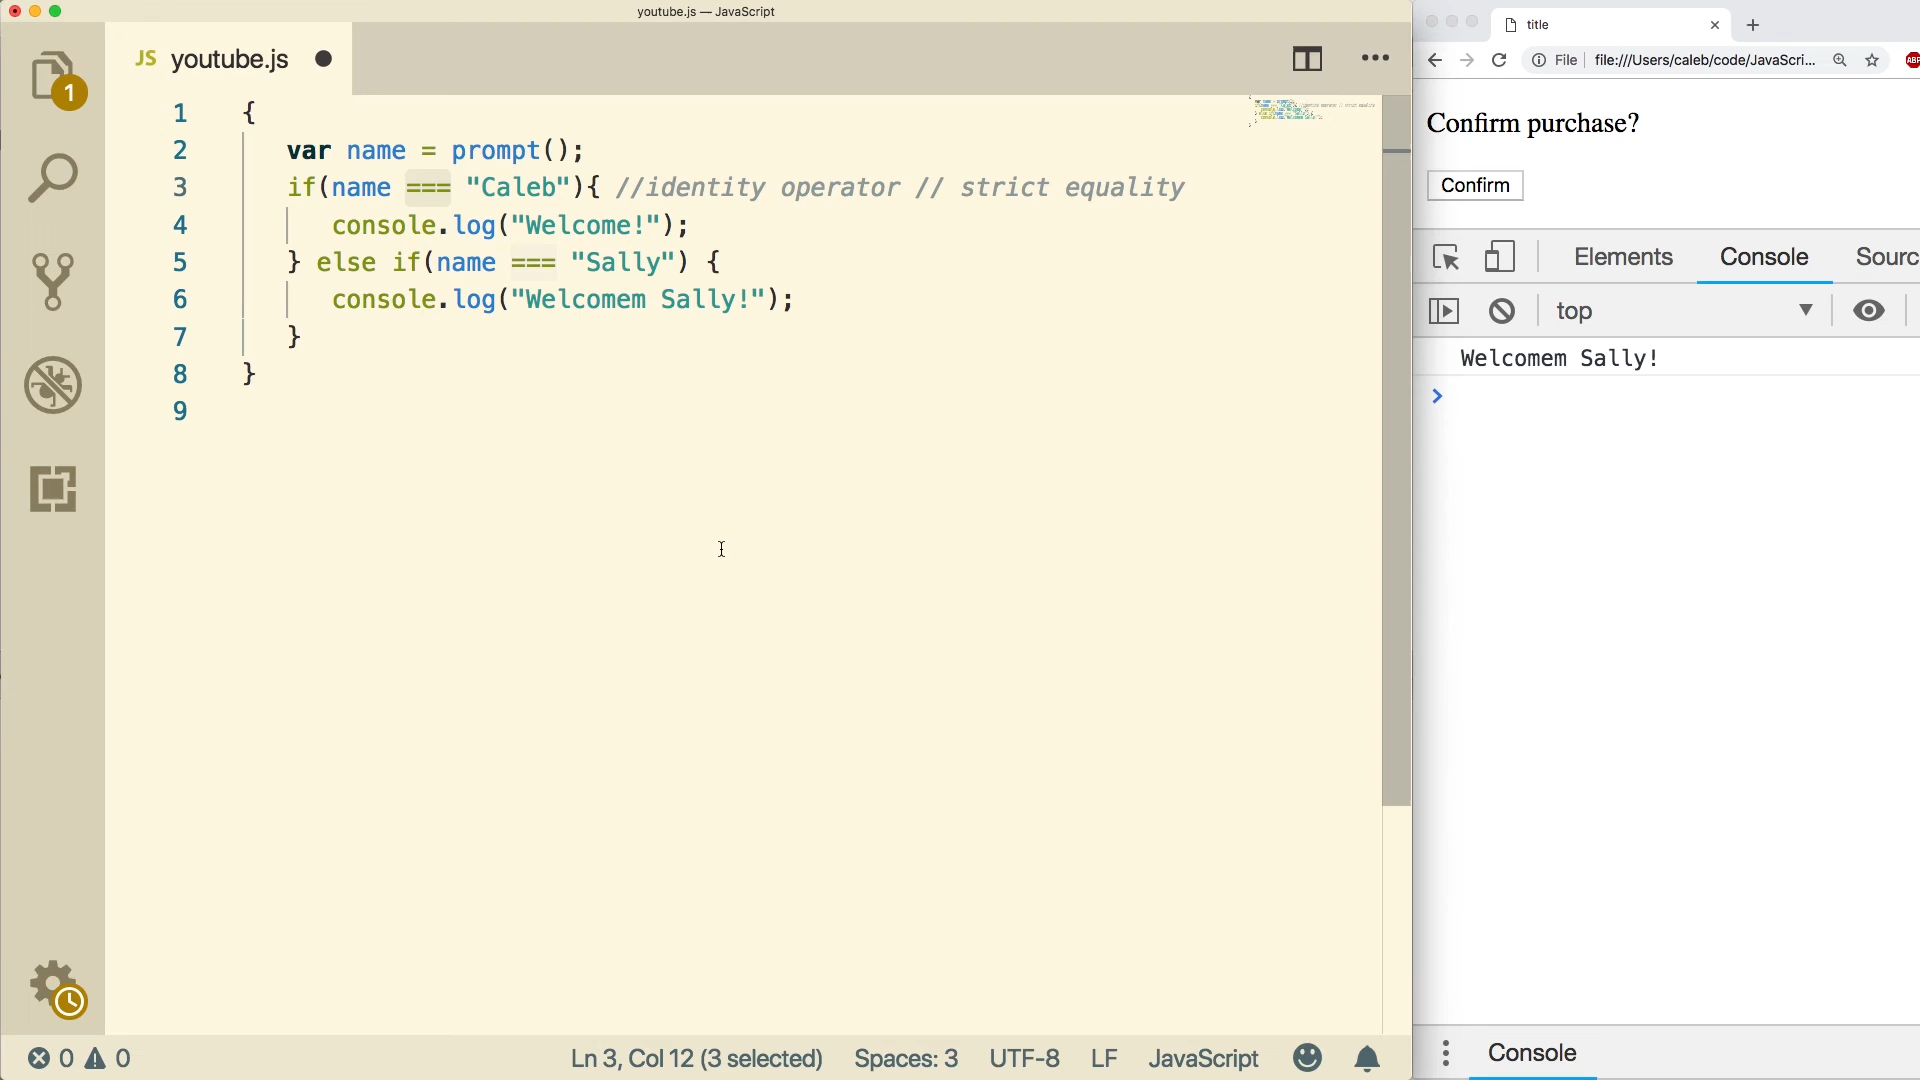 youtube.js — JavaScript
JS youtube.js
1
1 {
2 var name = prompt();
3 if(name === "Caleb"){ //identity operator // strict equality
4 console.log("Welcome!");
5 } else if(name === "Sally") {
6 console.log("Welcomem Sally!");
7 }
8 }
9
0 0
Ln 3, Col 12 (3 selected) Spaces: 3 UTF-8 LF JavaScript
title
File file:///Users/caleb/code/JavaScri...
ABP
Confirm purchase?
Confirm
Elements Console Sourc
top
Welcomem Sally!
Console